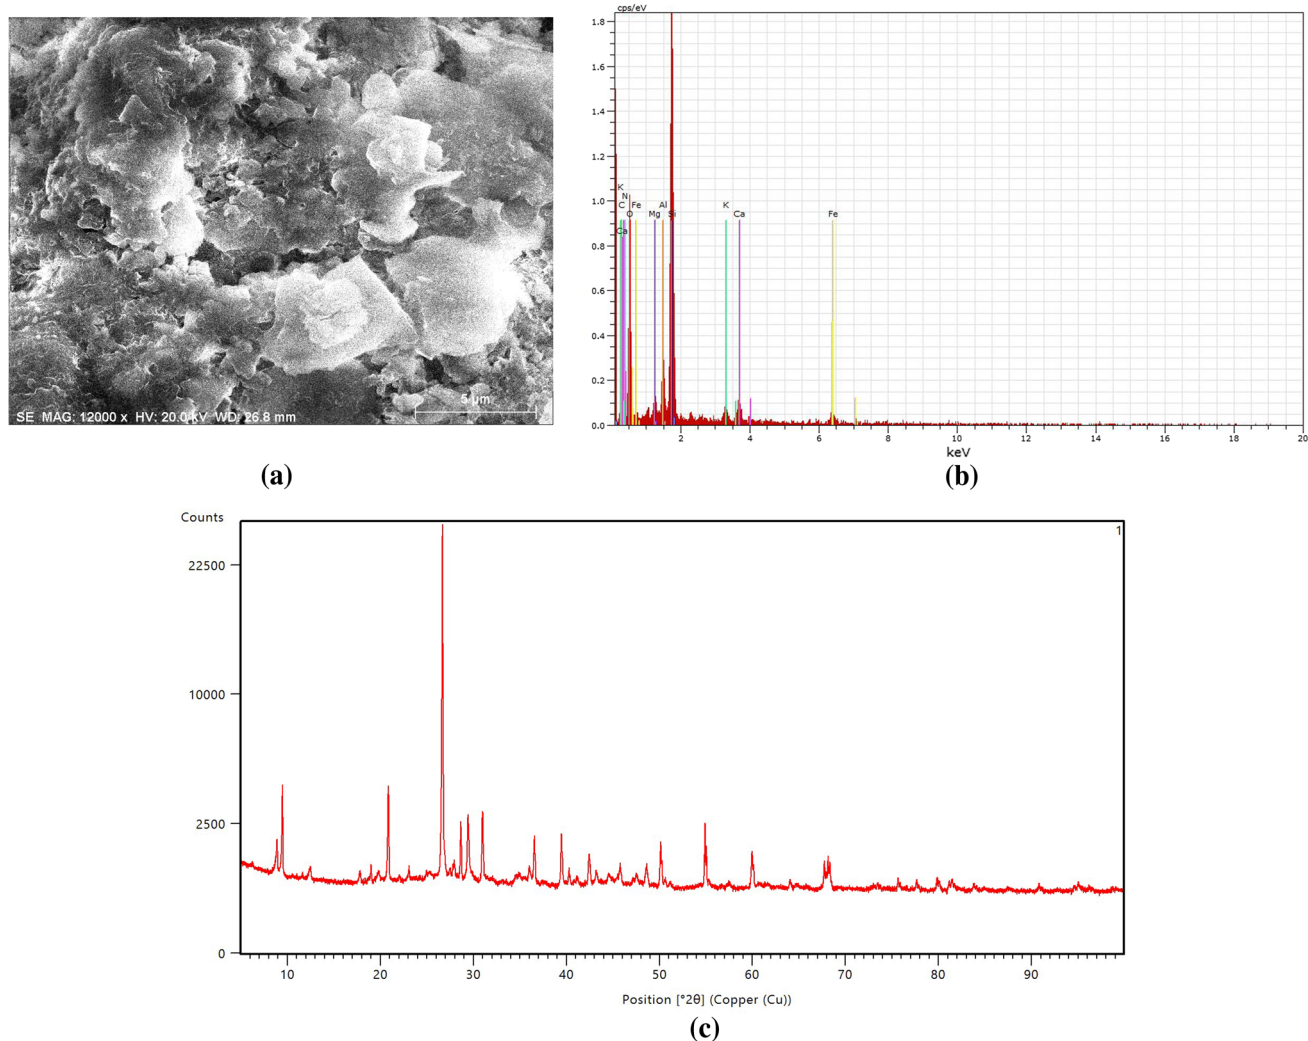 SE MAG: 12000 x HV: 20.0 kV WD: 26.8 mm
5 µm
(a)
cps/eV
1.8
1.6
1.4
1.2
1.0
0.8
0.6
0.4
0.2
0.0
K
N
C
Fe
O
Ca
Mg
Al
Si
K
Ca
Fe
2 4 6 8 10 12 14 16 18 20
keV
(b)
Counts
1
22500
10000
2500
0
10 20 30 40 50 60 70 80 90
Position [°2θ] (Copper (Cu))
(c)